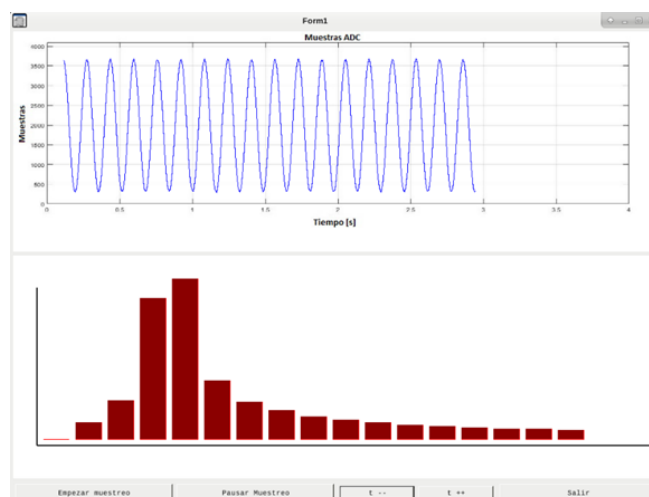 Form1
Muestras ADC
4000
3500
3000
2500
2000
1500
1000
500
0
Muestras
0 0.5 1 1.5 2 2.5 3 3.5 4
Tiempo [s]
Empezar muestreo Pausar Muestreo t -- t ++ Salir